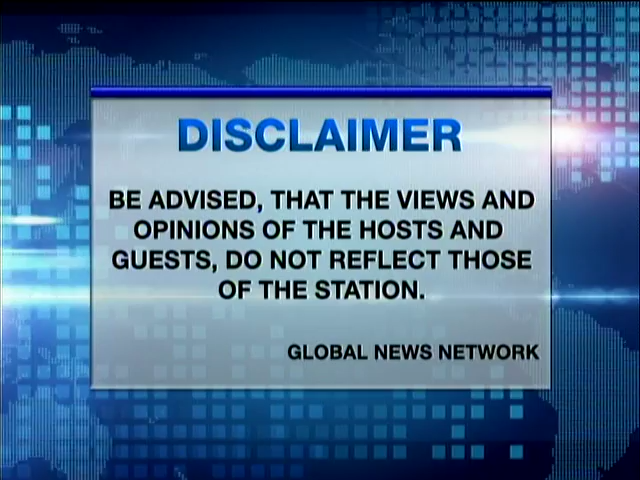 DISCLAIMER
BE ADVISED, THAT THE VIEWS AND
OPINIONS OF THE HOSTS AND
GUESTS, DO NOT REFLECT THOSE
OF THE STATION.
GLOBAL NEWS NETWORK